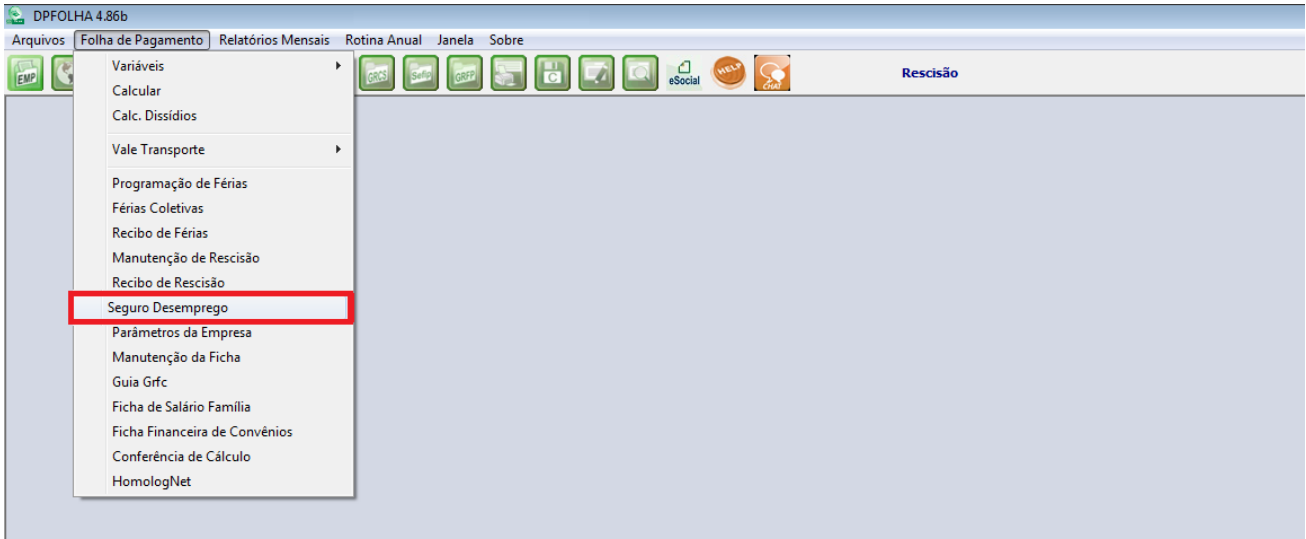 DPFOLHA 4.86b
Arquivos Folha de Pagamento Relatórios Mensais Rotina Anual Janela Sobre
EMP GRCS Sefip GRFP eSocial HELP CHAT Rescisão
Variáveis
Calcular
Calc. Dissídios
Vale Transporte
Programação de Férias
Férias Coletivas
Recibo de Férias
Manutenção de Rescisão
Recibo de Rescisão
Seguro Desemprego
Parâmetros da Empresa
Manutenção da Ficha
Guia Grfc
Ficha de Salário Família
Ficha Financeira de Convênios
Conferência de Cálculo
HomologNet